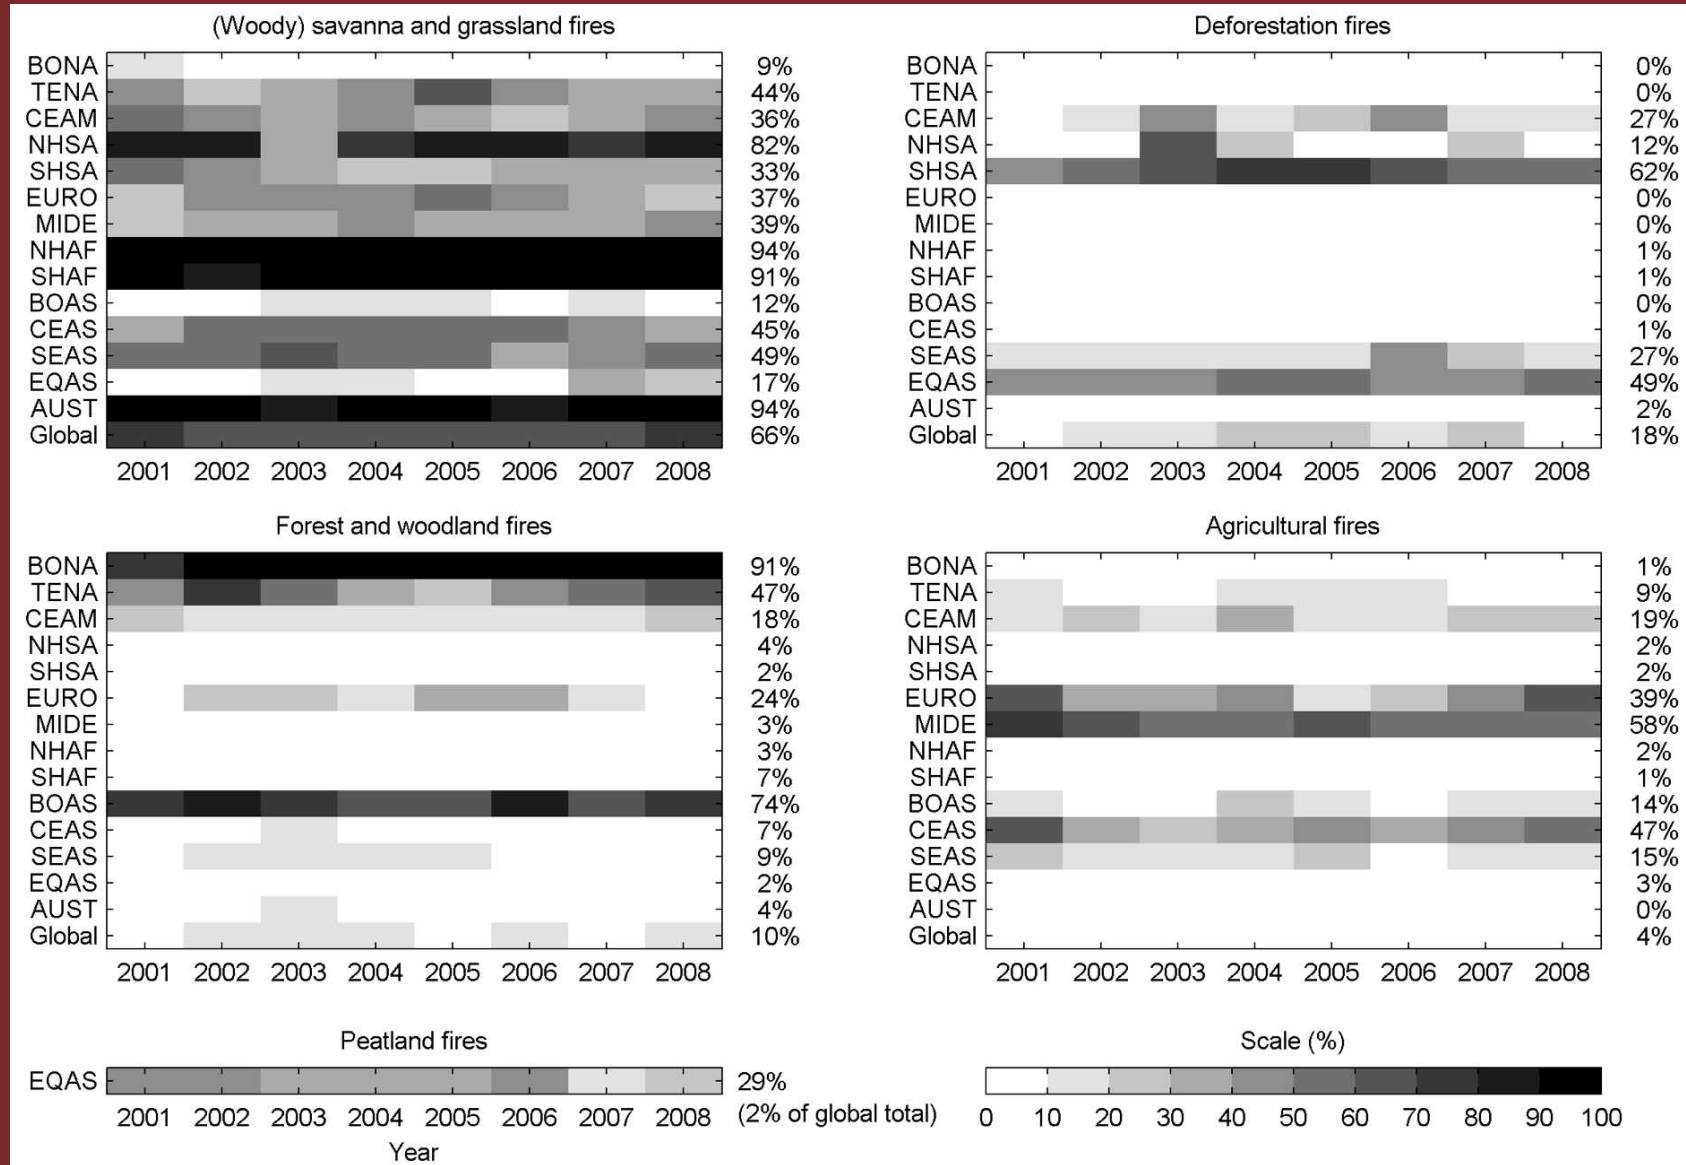 (Woody) savanna and grassland fires
BONA 9%
TENA 44%
CEAM 36%
NHSA 82%
SHSA 33%
EURO 37%
MIDE 39%
NHAF 94%
SHAF 91%
BOAS 12%
CEAS 45%
SEAS 49%
EQAS 17%
AUST 94%
Global 66%
2001 2002 2003 2004 2005 2006 2007 2008
Deforestation fires
BONA 0%
TENA 0%
CEAM 27%
NHSA 12%
SHSA 62%
EURO 0%
MIDE 0%
NHAF 1%
SHAF 1%
BOAS 0%
CEAS 1%
SEAS 27%
EQAS 49%
AUST 2%
Global 18%
2001 2002 2003 2004 2005 2006 2007 2008
Forest and woodland fires
BONA 91%
TENA 47%
CEAM 18%
NHSA 4%
SHSA 2%
EURO 24%
MIDE 3%
NHAF 3%
SHAF 7%
BOAS 74%
CEAS 7%
SEAS 9%
EQAS 2%
AUST 4%
Global 10%
2001 2002 2003 2004 2005 2006 2007 2008
Agricultural fires
BONA 1%
TENA 9%
CEAM 19%
NHSA 2%
SHSA 2%
EURO 39%
MIDE 58%
NHAF 2%
SHAF 1%
BOAS 14%
CEAS 47%
SEAS 15%
EQAS 3%
AUST 0%
Global 4%
2001 2002 2003 2004 2005 2006 2007 2008
Peatland fires
EQAS 29%
(2% of global total)
2001 2002 2003 2004 2005 2006 2007 2008
Year
Scale (%)
0 10 20 30 40 50 60 70 80 90 100